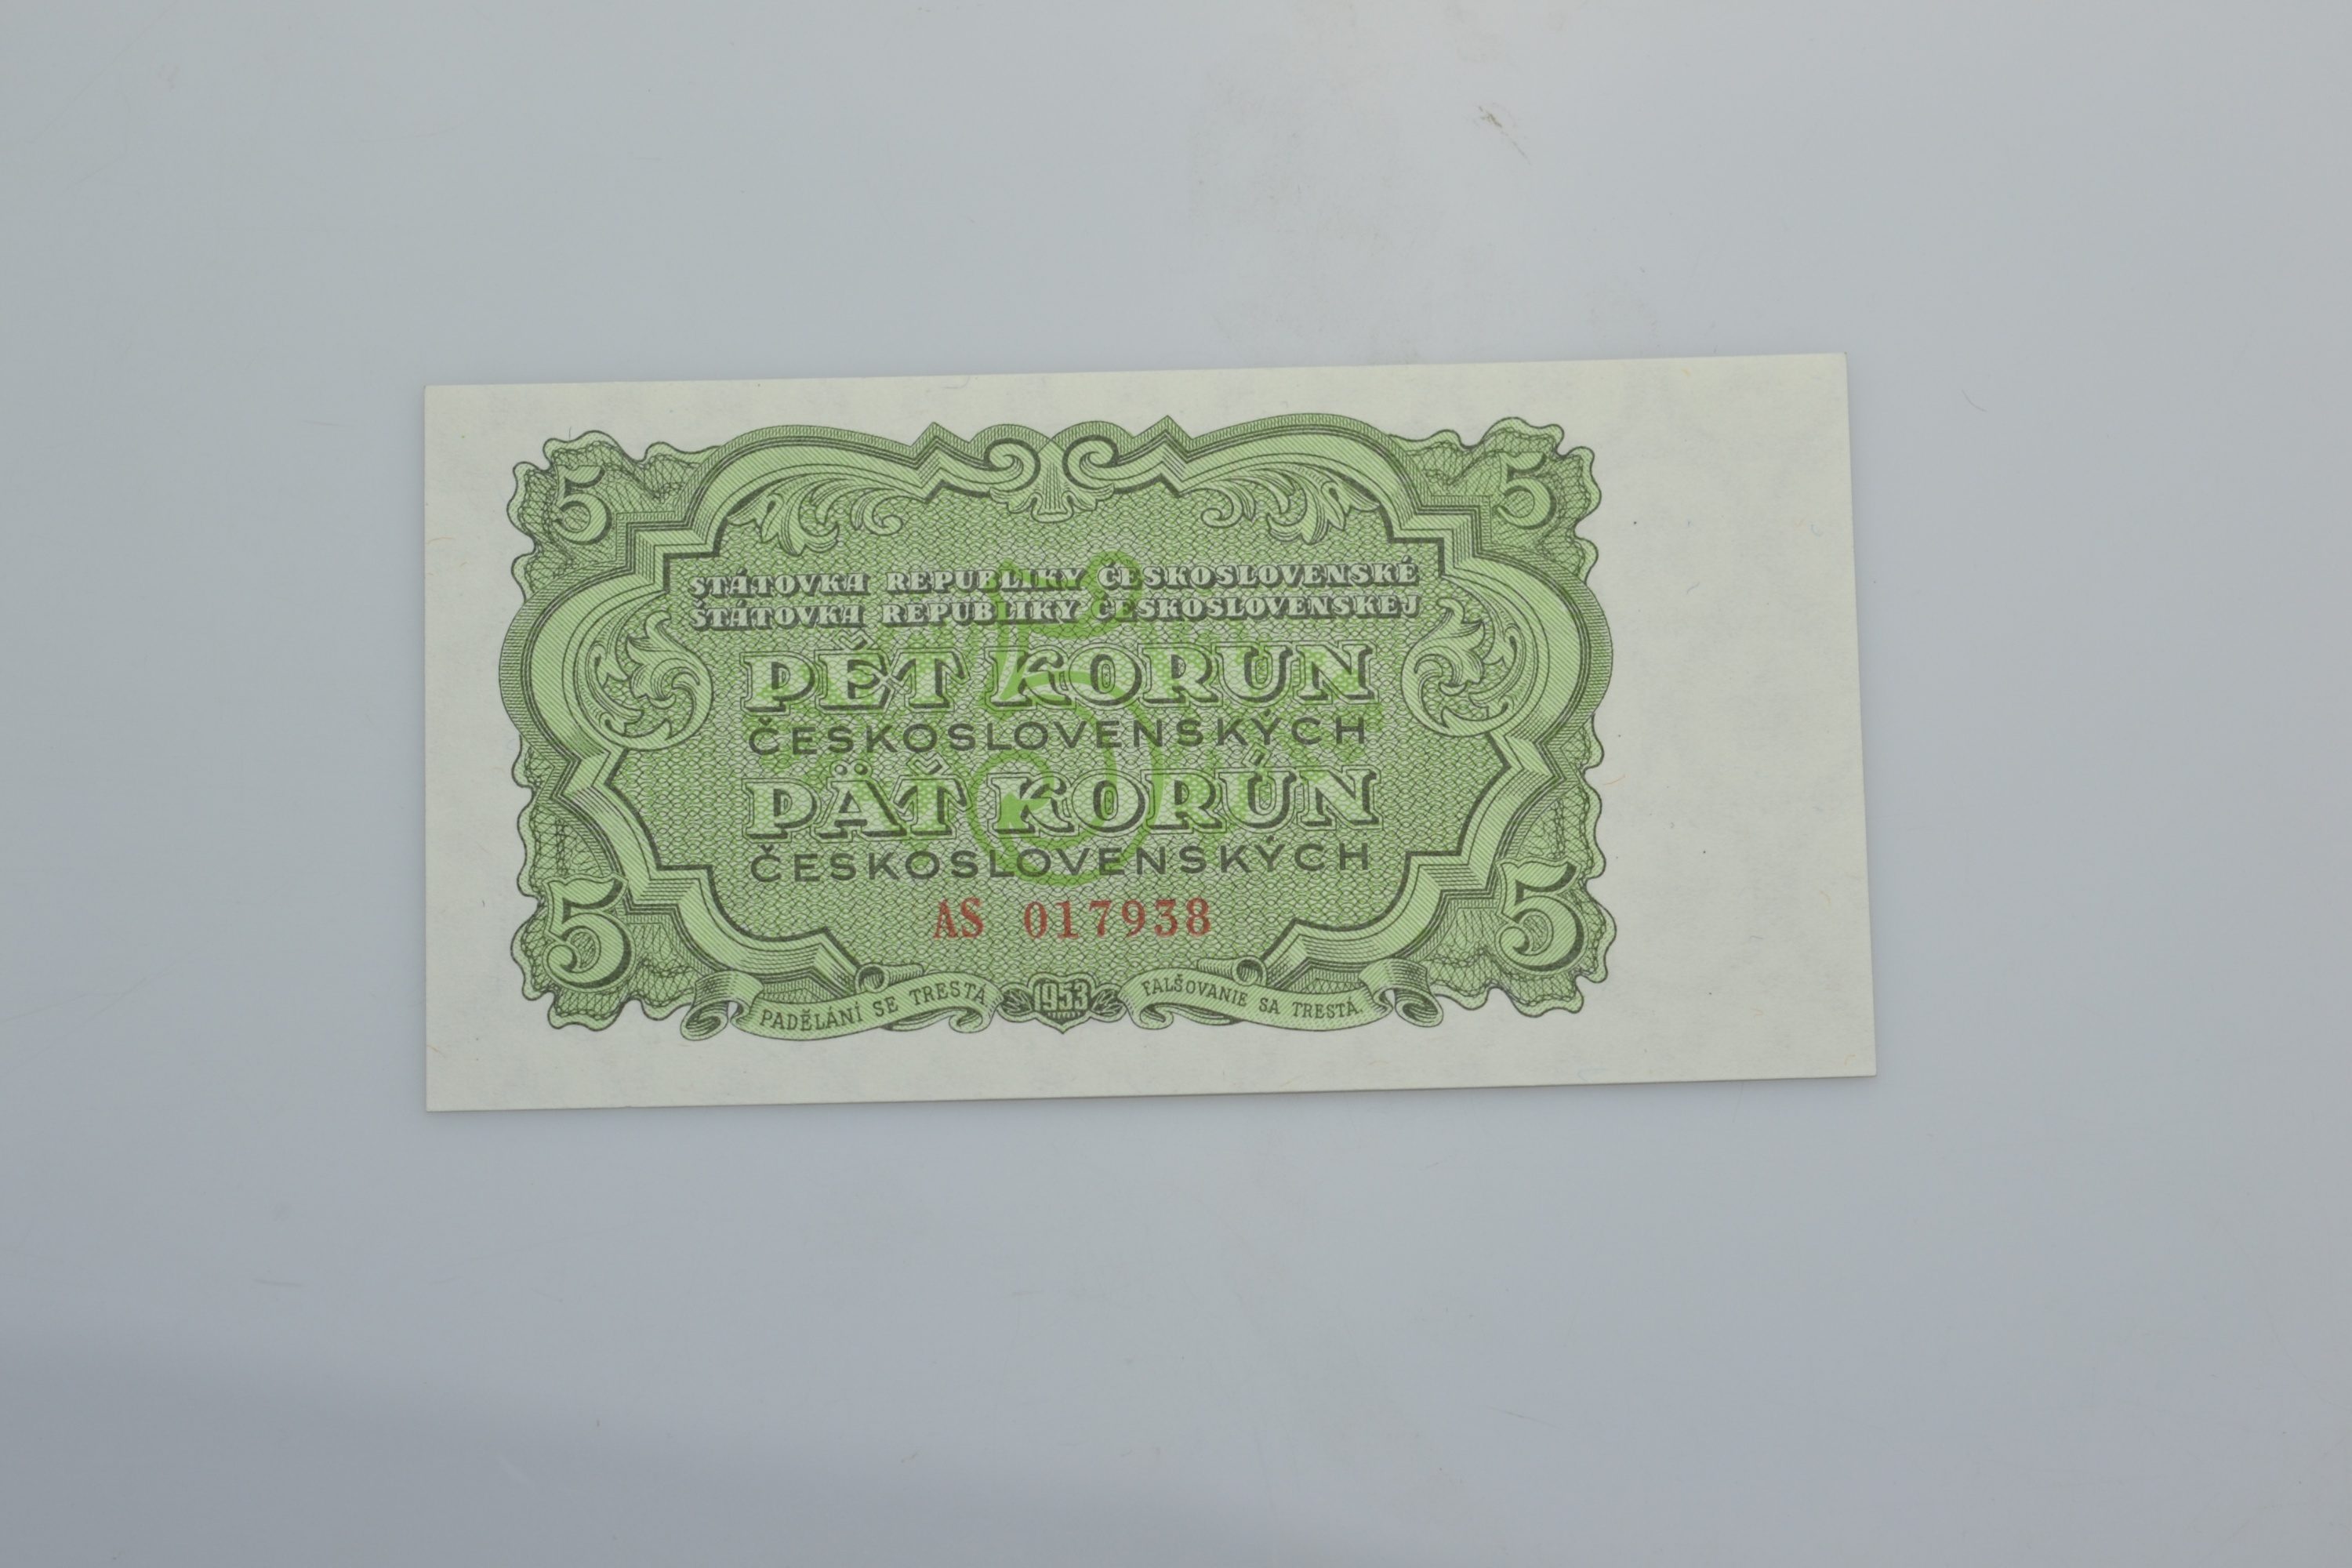 5 5
STÁTOVKA REPUBLIKY ČESKOSLOVENSKÉ
ŠTÁTOVKA REPUBLIKY ČESKOSLOVENSKEJ
5
PĚT KORUN
ČESKOSLOVENSKÝCH
PÄŤ KORÚN
ČESKOSLOVENSKÝCH
AS 017938
5 5
PADĚLÁNÍ SE TRESTÁ 1953 FALŠOVANIE SA TRESTÁ.